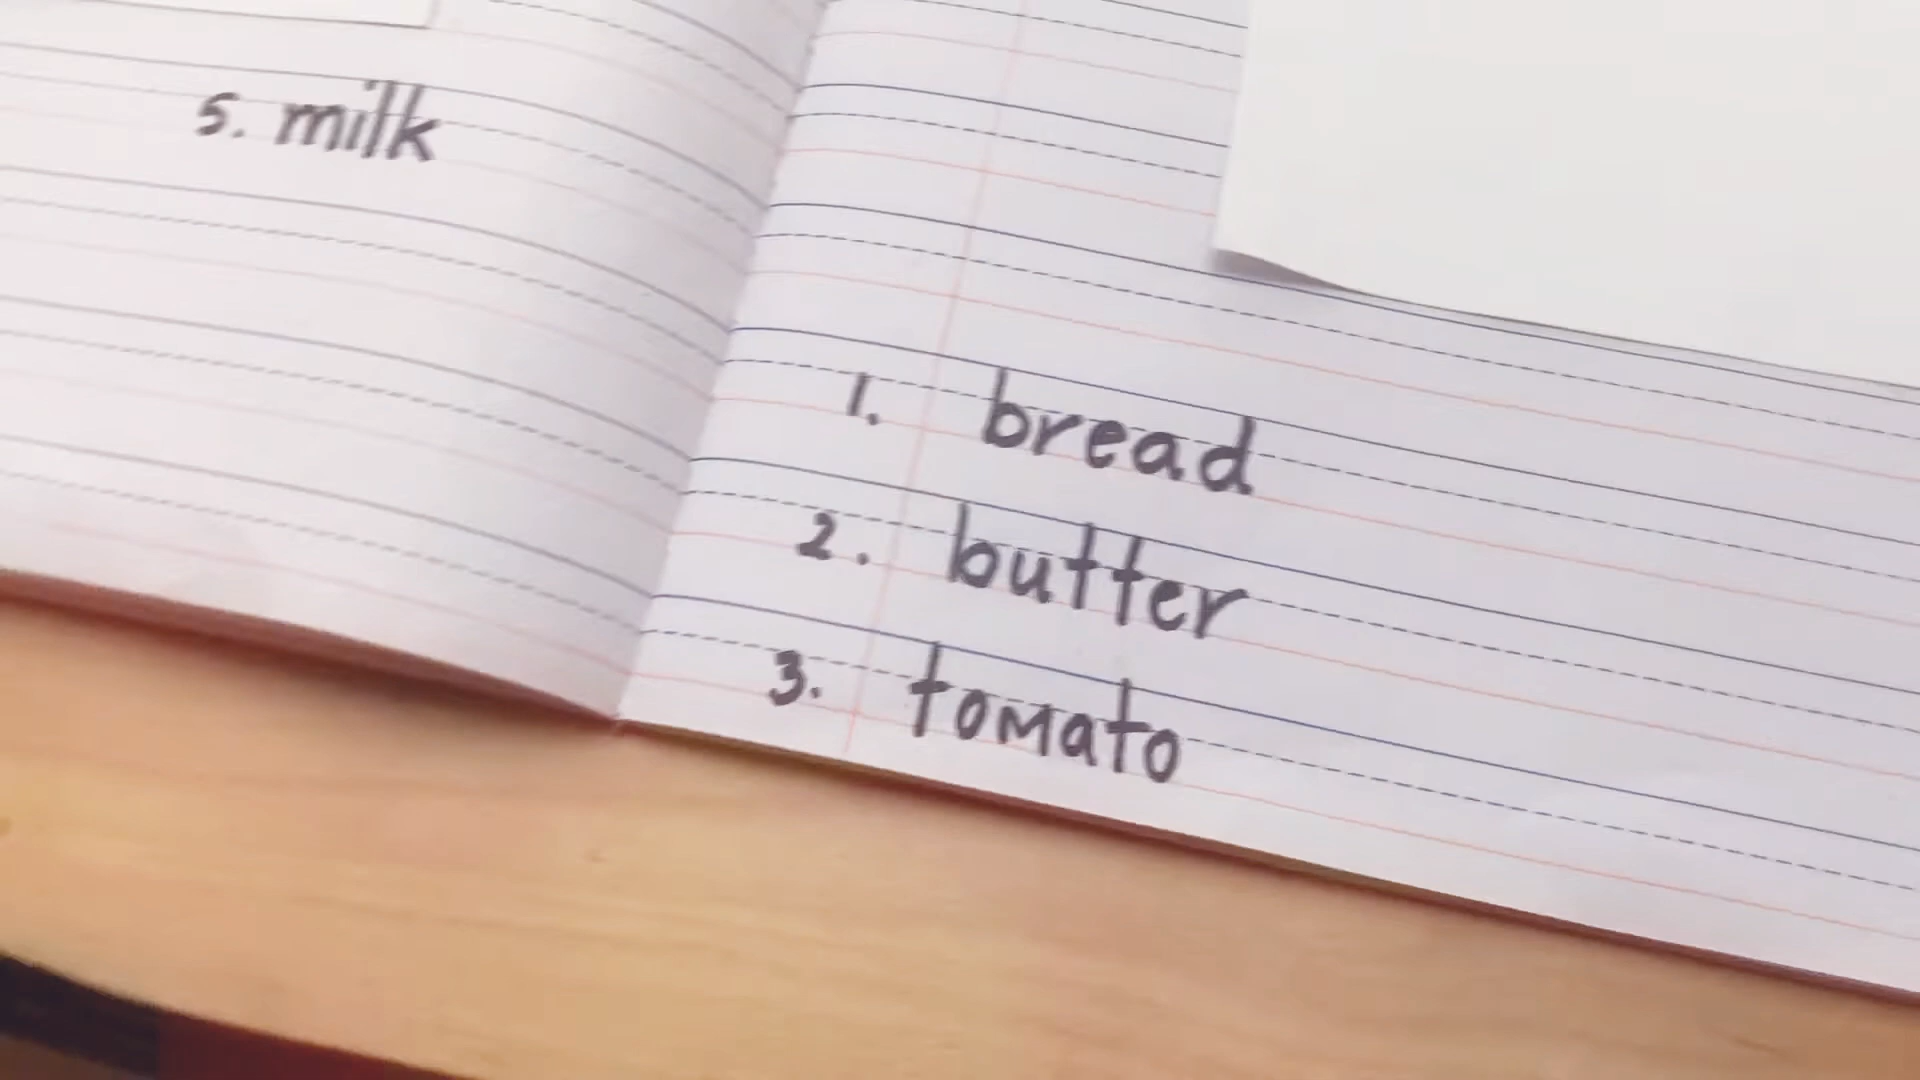 5. milk
1. bread
2. butter
3. tomato